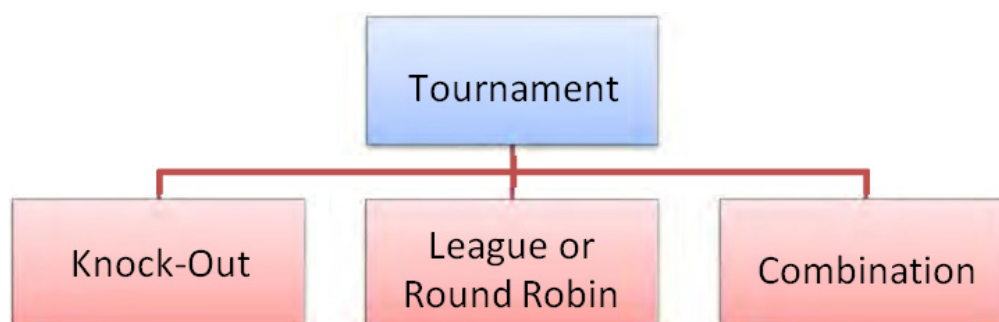 Tournament
Knock-Out
League or
Round Robin
Combination